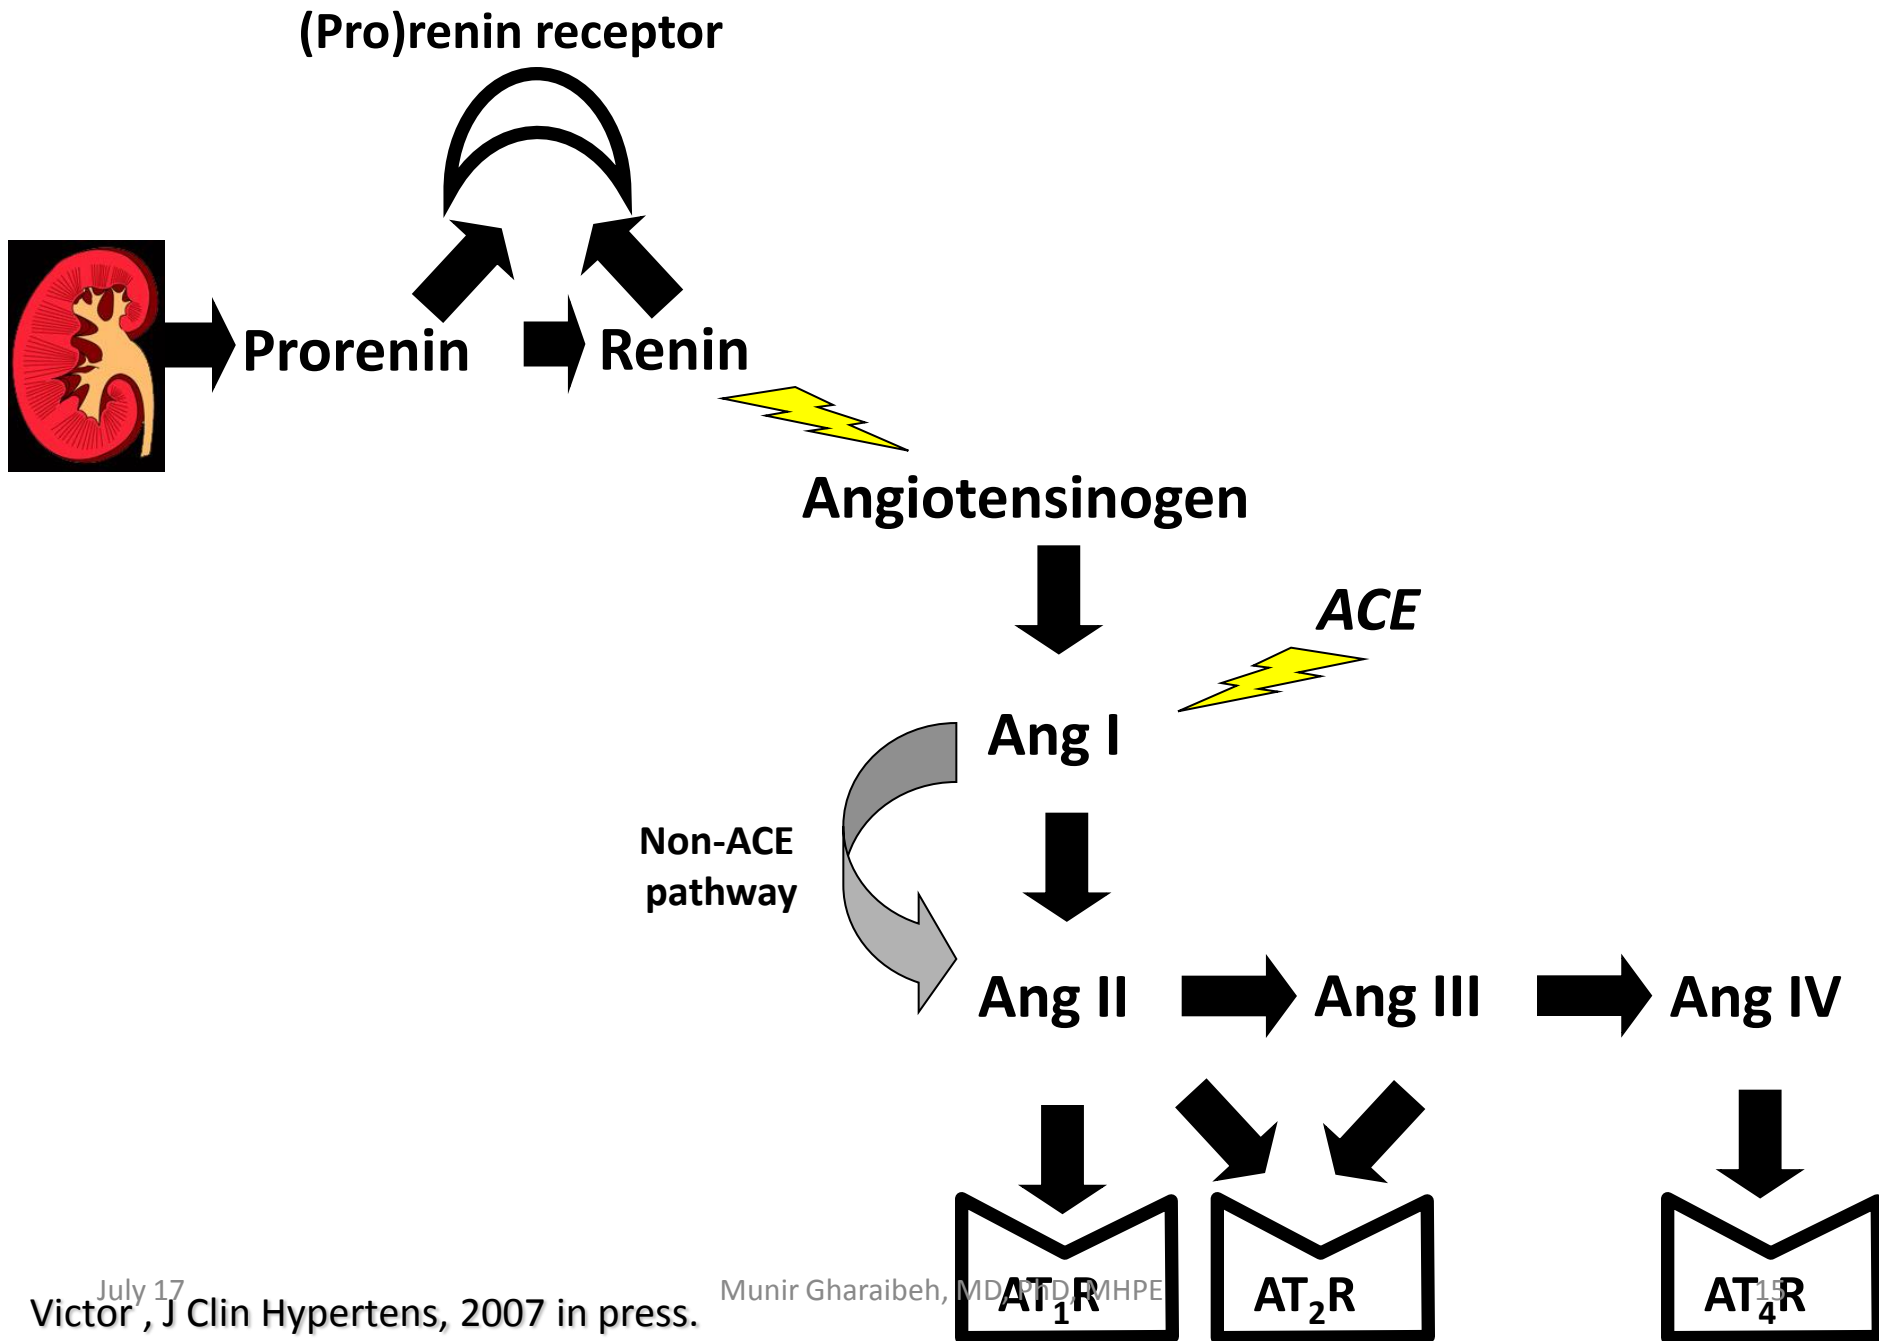 (Pro)renin receptor
Prorenin
Renin
Angiotensinogen
ACE
Ang I
Non-ACE
pathway
Ang II
Ang III
Ang IV
AT1R
AT2R
AT4R
July 17
Munir Gharaibeh, MD, PhD, MHPE
15
Victor , J Clin Hypertens, 2007 in press.